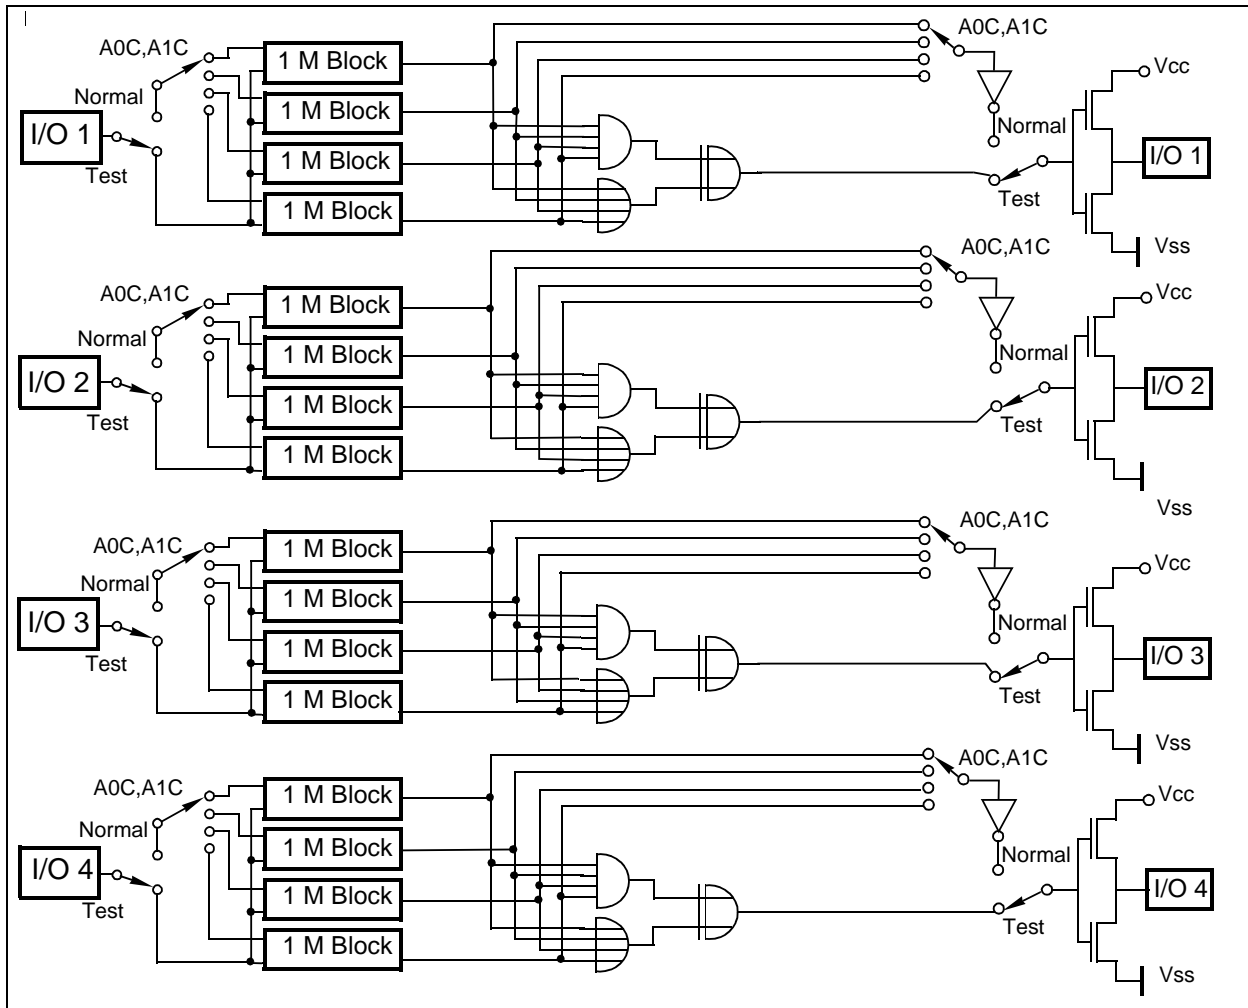 A0C,A1C
1 M Block
A0C,A1C
Vcc
Normal
1 M Block
I/O 1
Normal
1 M Block
I/O 1
Test
Test
1 M Block
Vss
A0C,A1C
A0C,A1C
1 M Block
Vcc
Normal
1 M Block
Normal
I/O 2
1 M Block
I/O 2
Test
Test
1 M Block
Vss
A0C,A1C
A0C,A1C
1 M Block
Vcc
Normal
1 M Block
Normal
I/O 3
1 M Block
I/O 3
Test
Test
1 M Block
Vss
A0C,A1C
A0C,A1C
1 M Block
Vcc
Normal
1 M Block
Normal
I/O 4
1 M Block
I/O 4
Test
Test
1 M Block
Vss